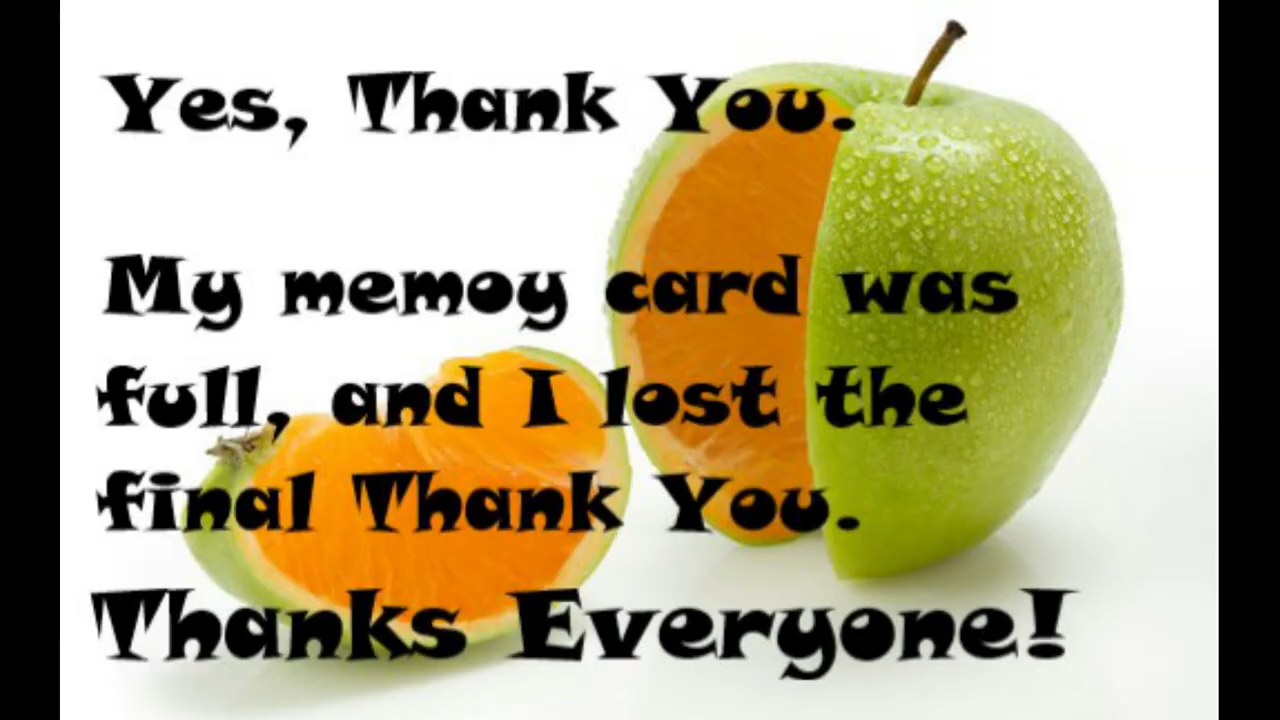 Yes, Thank You.
My memoy card was
full, and I lost the
final Thank You.
Thanks Everyone!